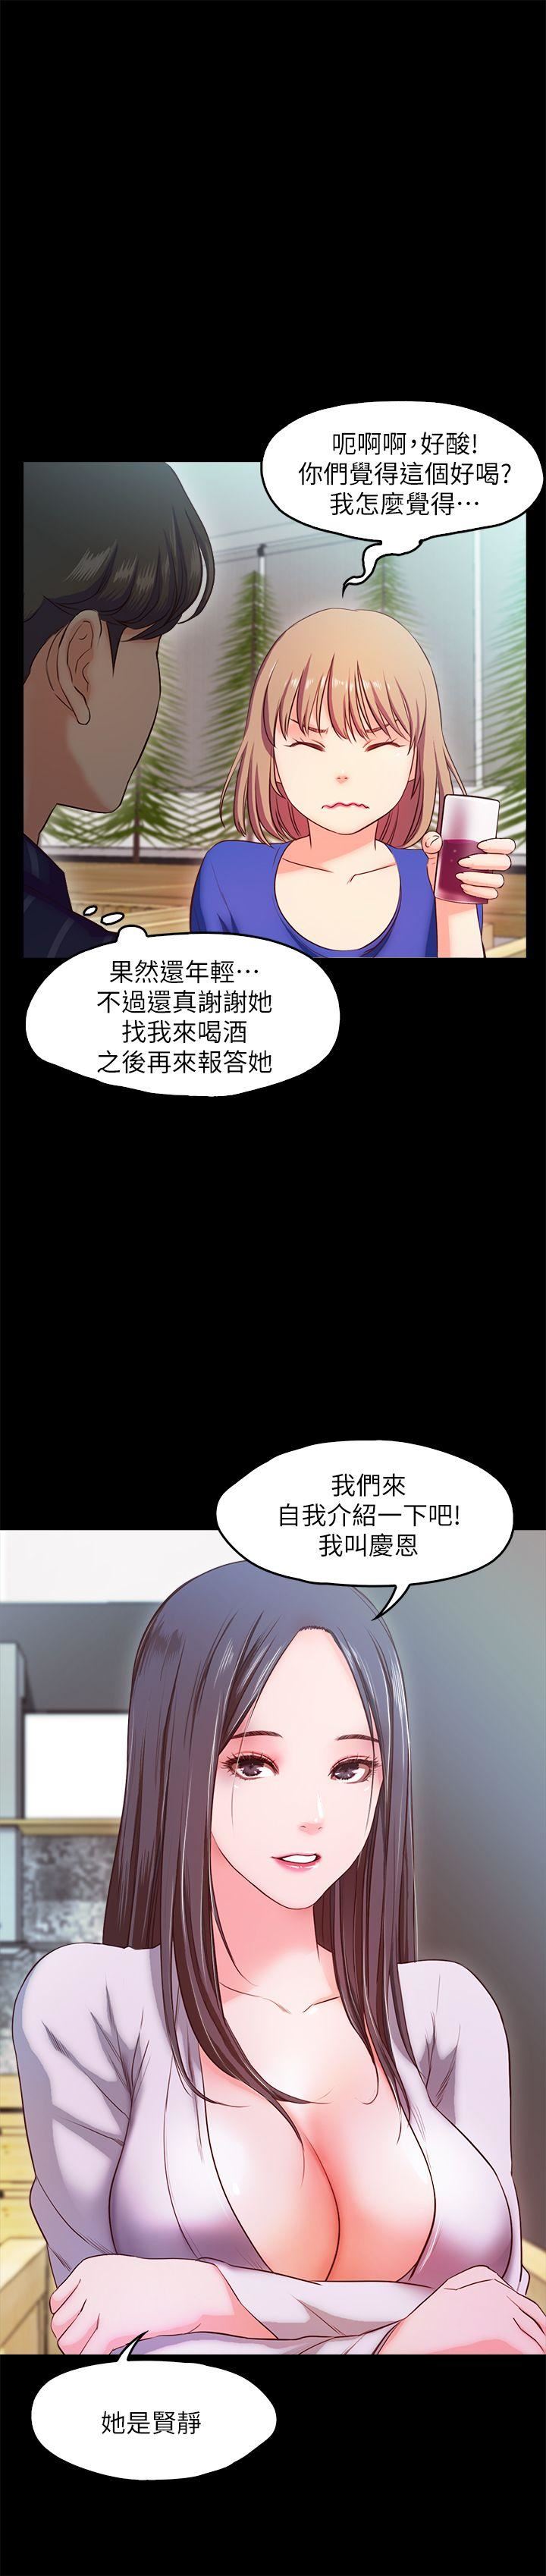 呃啊啊，好酸!
你們覺得這個好喝?
我怎麼覺得…
果然還年輕…
不過還真謝謝她
找我來喝酒
之後再來報答她
我們來
自我介紹一下吧!
我叫慶恩
她是賢靜